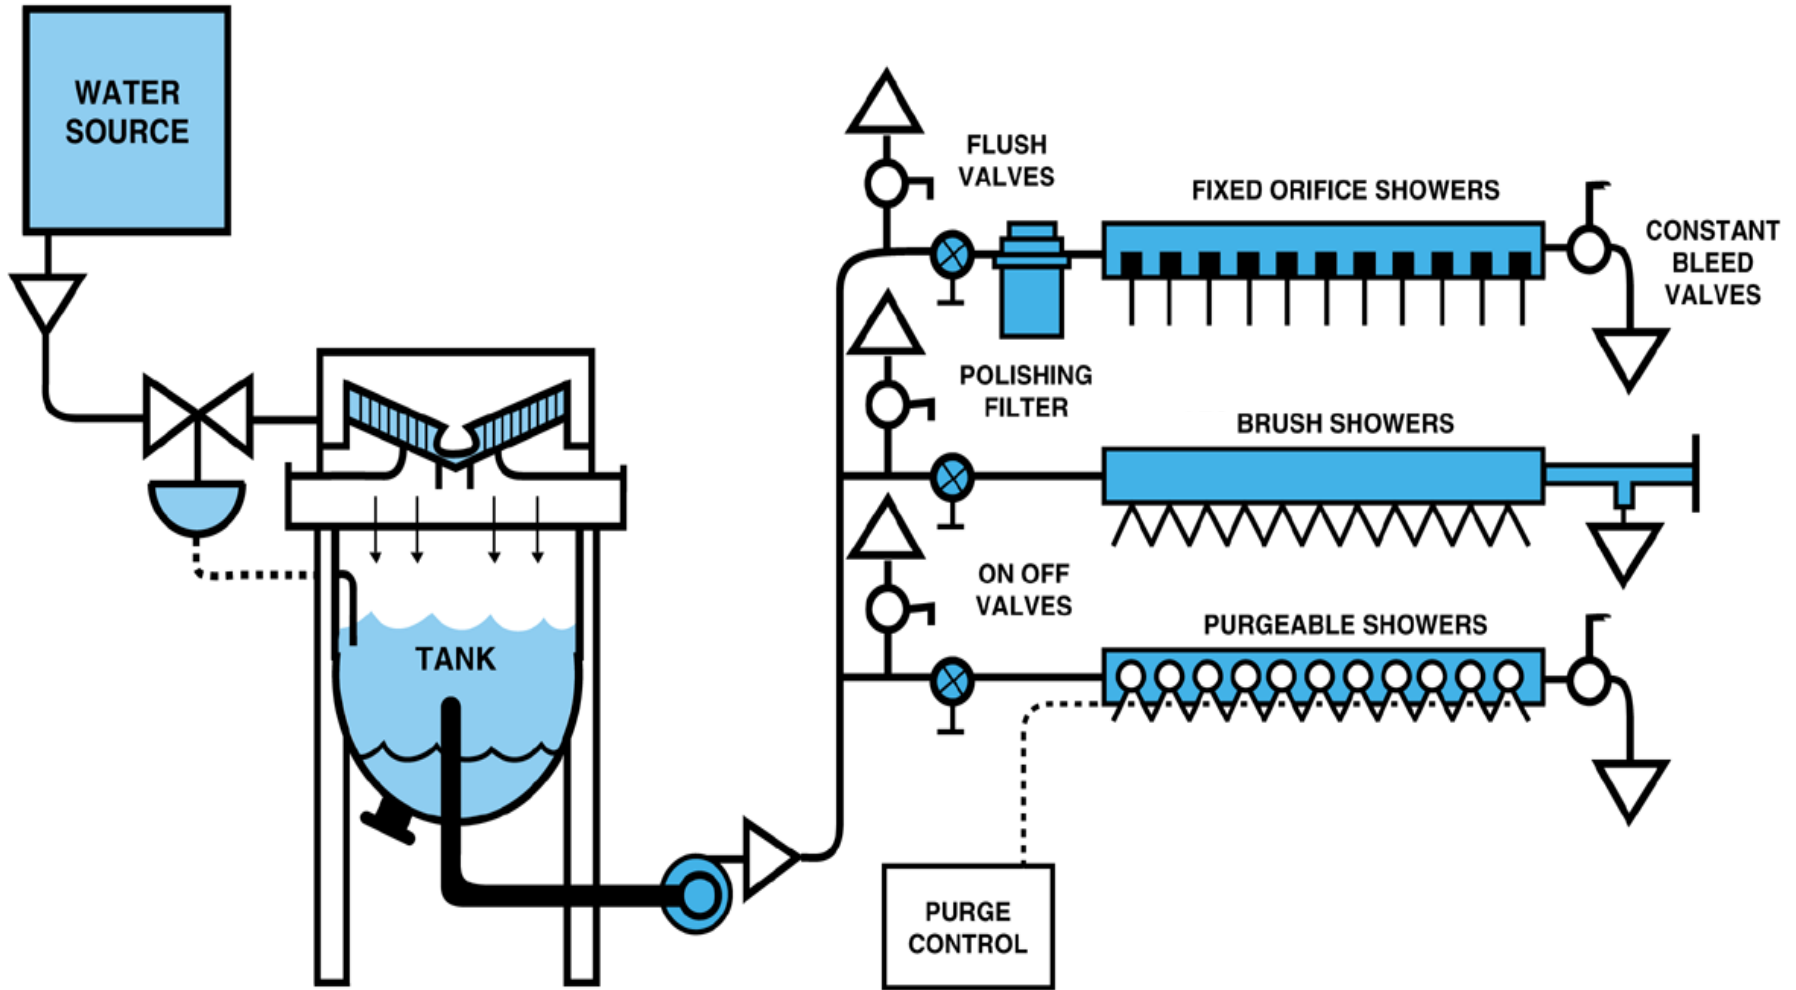 WATER
SOURCE
FLUSH
VALVES
FIXED ORIFICE SHOWERS
CONSTANT
BLEED
VALVES
POLISHING
FILTER
BRUSH SHOWERS
ON OFF
VALVES
PURGEABLE SHOWERS
TANK
PURGE
CONTROL